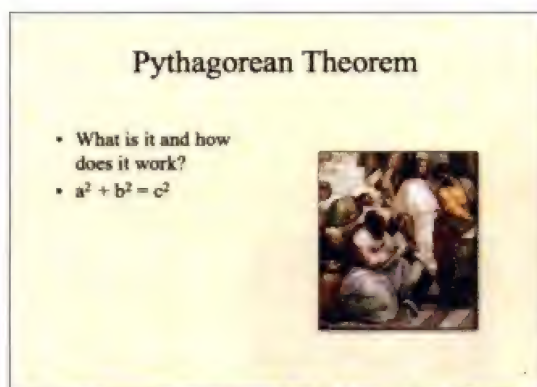 Pythagorean Theorem
• What is it and how
does it work?
• a² + b² = c²